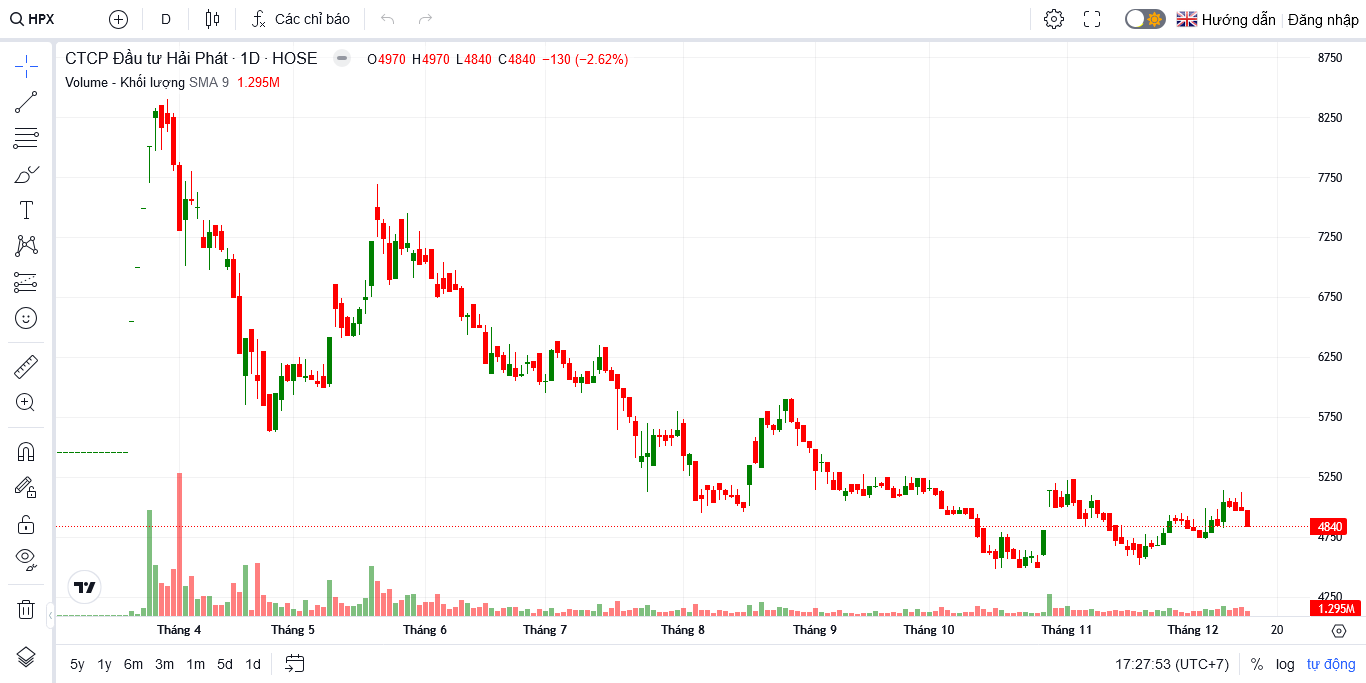 HPX D Các chỉ báo Hướng dẫn Đăng nhập
CTCP Đầu tư Hải Phát · 1D · HOSE O4970 H4970 L4840 C4840 −130 (−2.62%)
Volume - Khối lượng SMA 9 1.295M
8750
8250
7750
7250
6750
6250
5750
5250
4840
4750
4250
1.295M
Tháng 4 Tháng 5 Tháng 6 Tháng 7 Tháng 8 Tháng 9 Tháng 10 Tháng 11 Tháng 12 20
5y 1y 6m 3m 1m 5d 1d 17:27:53 (UTC+7) % log tự động